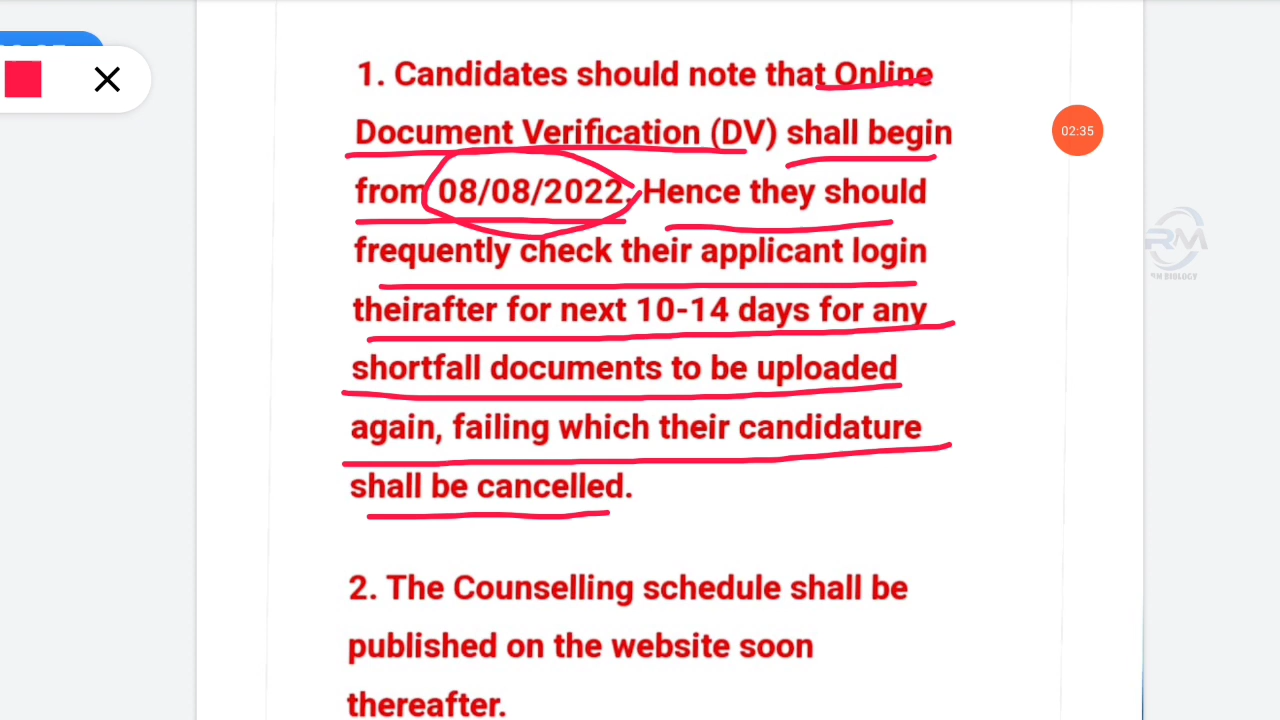 1. Candidates should note that Online
Document Verification (DV) shall begin
from 08/08/2022. Hence they should
frequently check their applicant login
theirafter for next 10-14 days for any
shortfall documents to be uploaded
again, failing which their candidature
shall be cancelled.
2. The Counselling schedule shall be
published on the website soon
thereafter.
02:35
RM
RM BIOLOGY